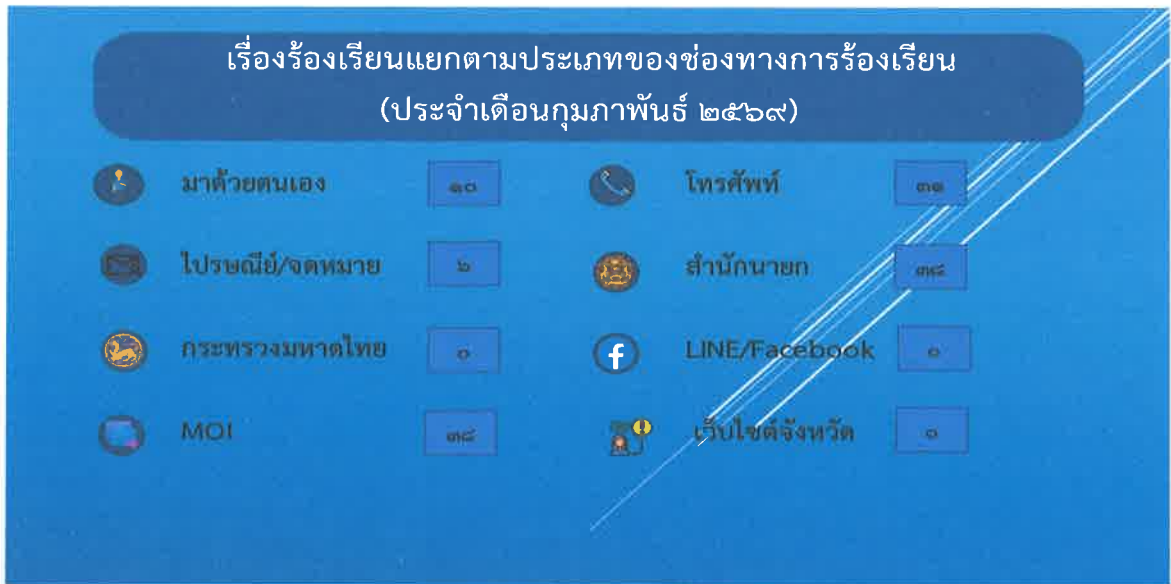 เรื่องร้องเรียนแยกตามประเภทของช่องทางการร้องเรียน
(ประจำเดือนกุมภาพันธ์ ๒๕๖๙)
มาด้วยตนเอง ๑๐ โทรศัพท์ ๓๑
ไปรษณีย์/จดหมาย ๖ สำนักนายก ๓๘
กระทรวงมหาดไทย ๐ LINE/Facebook ๐
MOI ๓๘ เว็บไซต์จังหวัด ๐